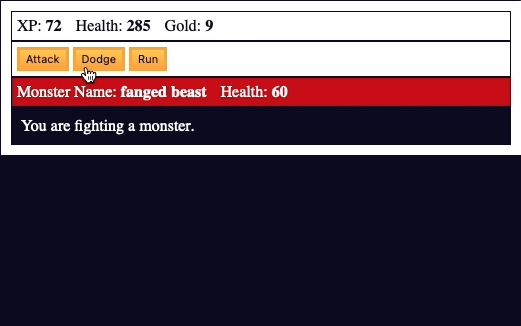 XP: 72 Health: 285 Gold: 9
Attack Dodge Run
Monster Name: fanged beast Health: 60
You are fighting a monster.